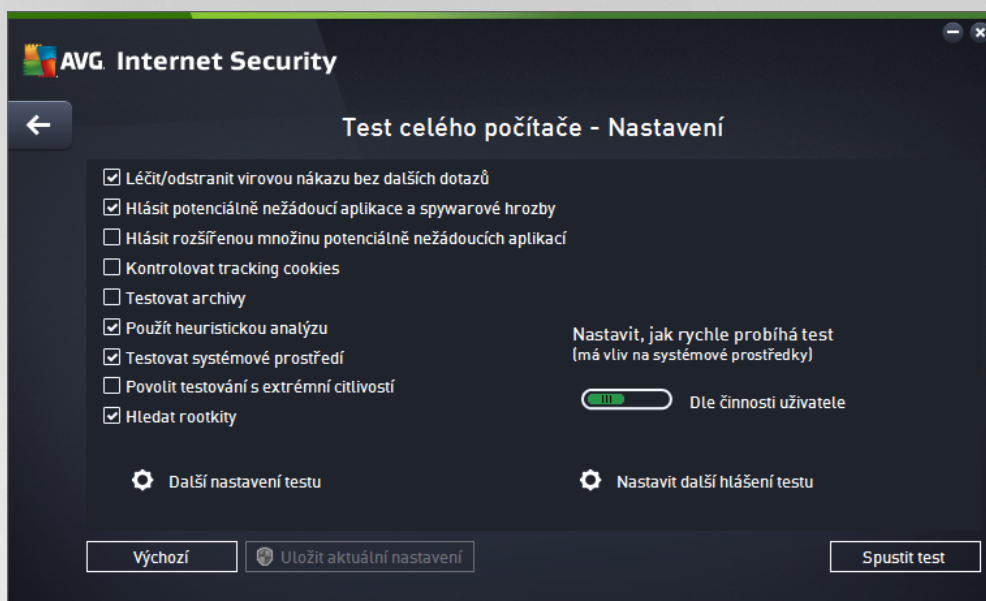 AVG. Internet Security
Test celého počítače - Nastavení
Léčit/odstranit virovou nákazu bez dalších dotazů
Hlásit potenciálně nežádoucí aplikace a spywarové hrozby
Hlásit rozšířenou množinu potenciálně nežádoucích aplikací
Kontrolovat tracking cookies
Testovat archivy
Použít heuristickou analýzu
Testovat systémové prostředí
Povolit testování s extrémní citlivostí
Hledat rootkity
Nastavit, jak rychle probíhá test
(má vliv na systémové prostředky)
Dle činnosti uživatele
Další nastavení testu
Nastavit další hlášení testu
Výchozí
Uložit aktuální nastavení
Spustit test